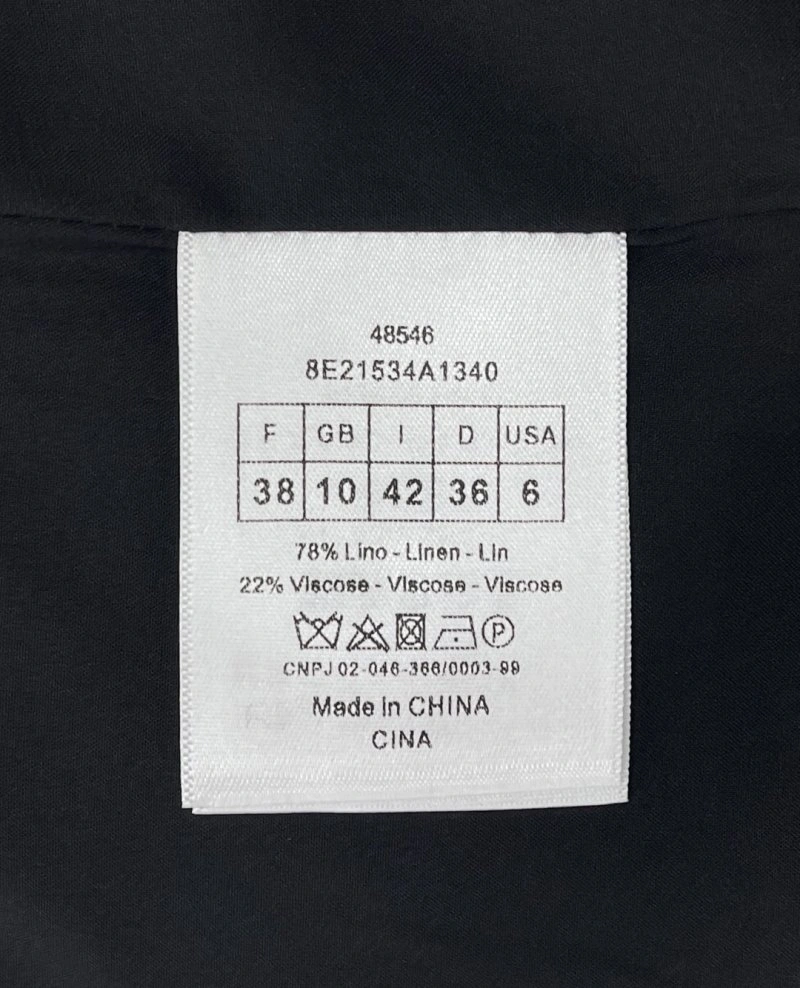 48546
8E21534A1340
F GB I D USA
38 10 42 36 6
78% Lino - Linen - Lin
22% Viscose - Viscose - Viscose
P
CNPJ 02-046-366/0003-99
Made in CHINA
CINA